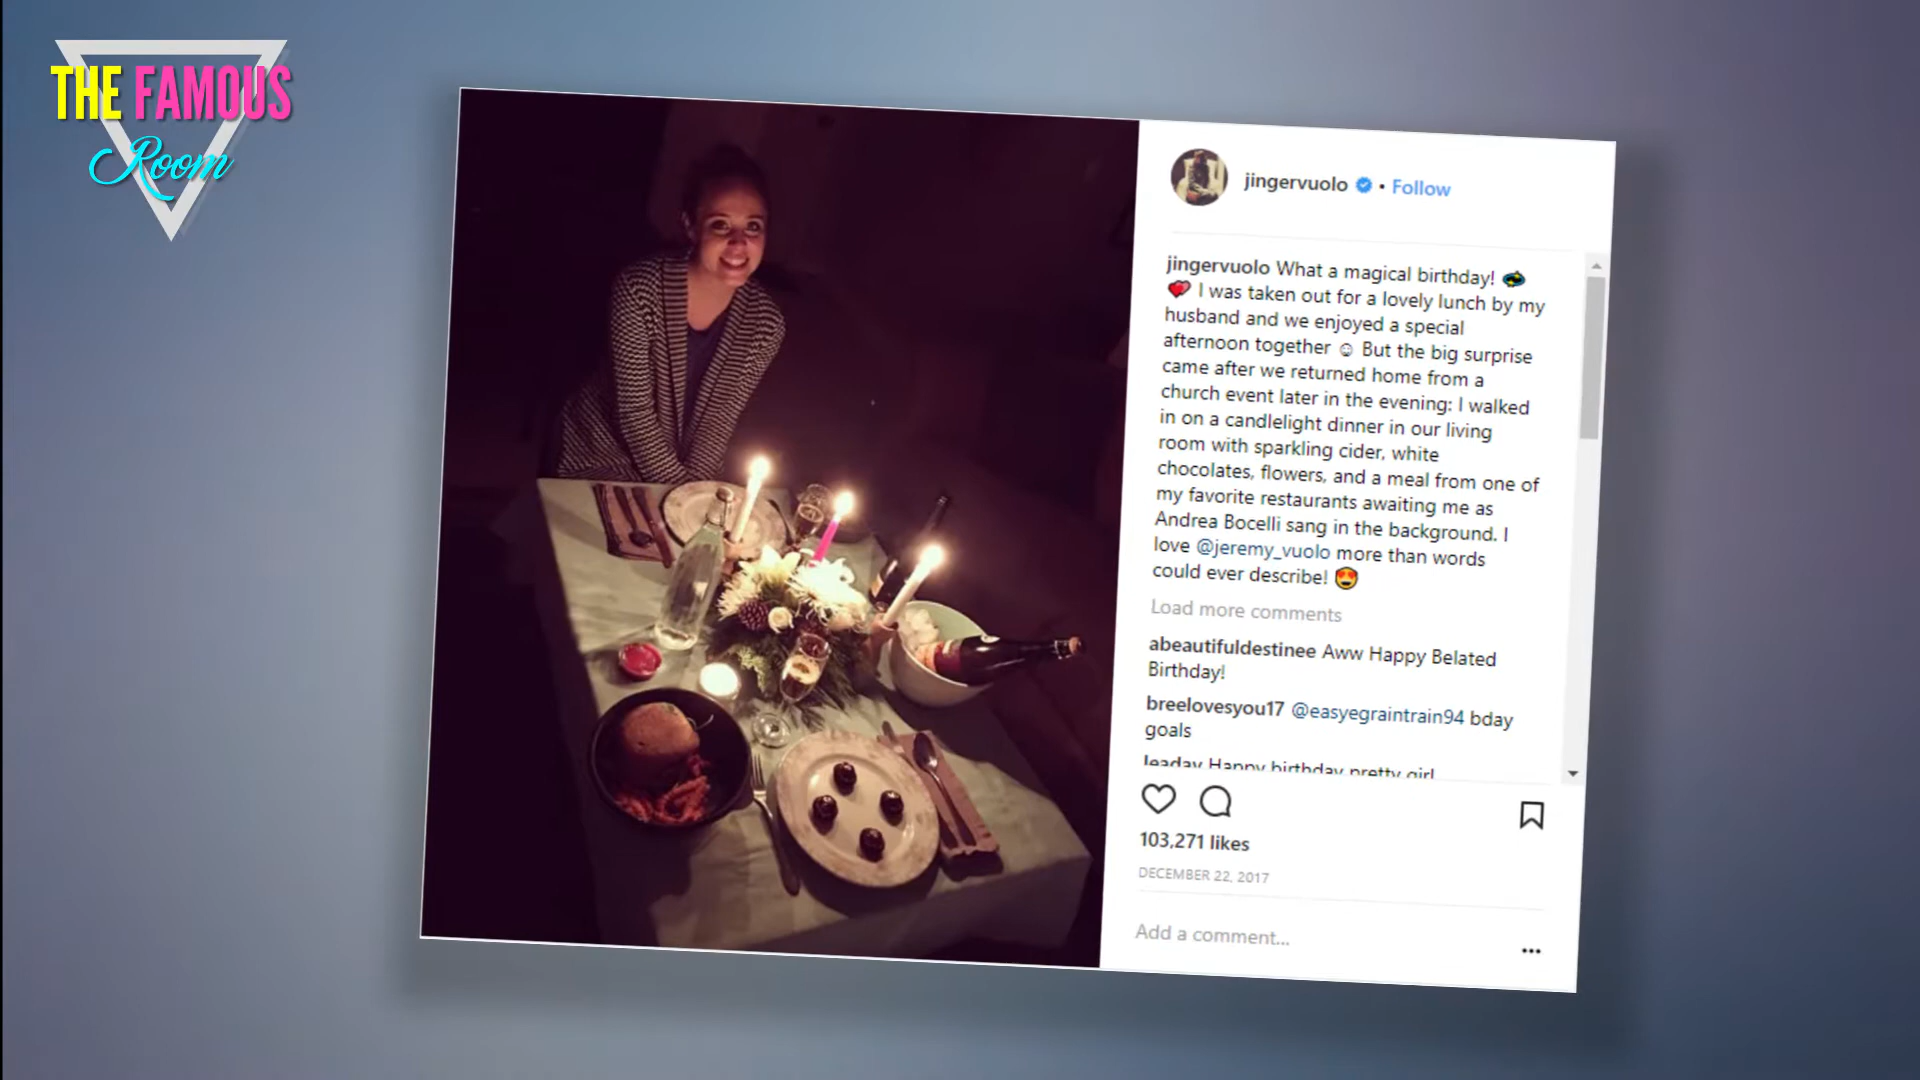 THE FAMOUS
Room
jingervuolo • Follow
jingervuolo What a magical birthday!
I was taken out for a lovely lunch by my
husband and we enjoyed a special
afternoon together ☺ But the big surprise
came after we returned home from a
church event later in the evening: I walked
in on a candlelight dinner in our living
room with sparkling cider, white
chocolates, flowers, and a meal from one of
my favorite restaurants awaiting me as
Andrea Bocelli sang in the background. I
love @jeremy_vuolo more than words
could ever describe! 😍
Load more comments
abeautifuldestinee Aww Happy Belated
Birthday!
breelovesyou17 @easyegraintrain94 bday
goals
leaday Happy birthday pretty girl
103,271 likes
DECEMBER 22, 2017
Add a comment...